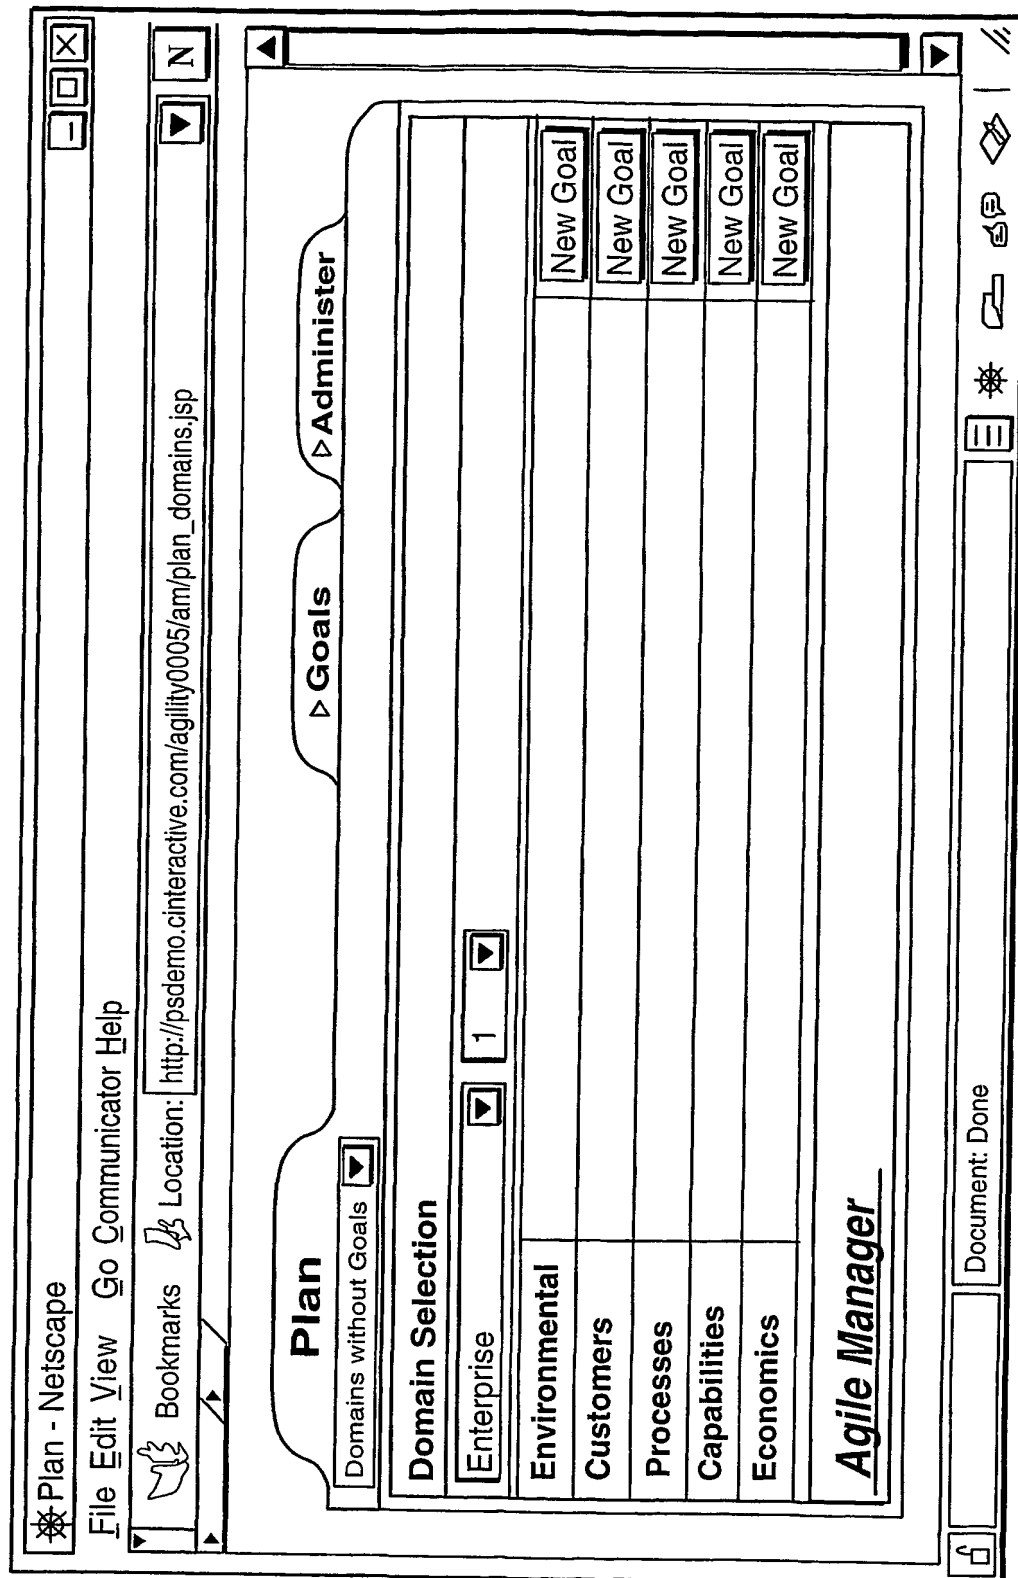 Plan - Netscape
File Edit View Go Communicator Help
Bookmarks Location: http://psdemo.cinteractive.com/agility0005/am/plan_domains.jsp N
Plan Goals Administer
Domains without Goals
Domain Selection
Enterprise 1
Environmental New Goal
Customers New Goal
Processes New Goal
Capabilities New Goal
Economics New Goal
Agile Manager
Document: Done